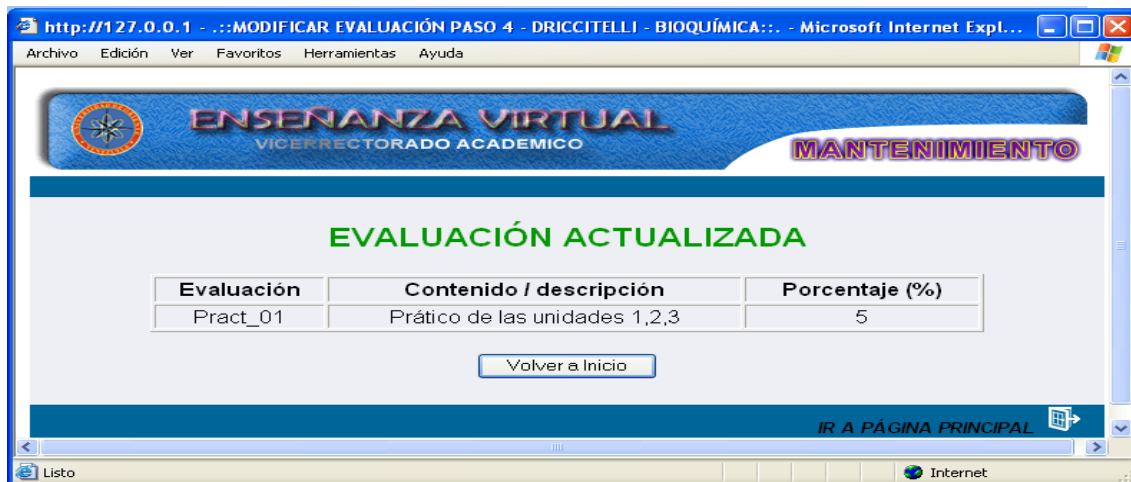 http://127.0.0.1 - .::MODIFICAR EVALUACIÓN PASO 4 - DRICCITELLI - BIOQUÍMICA::. - Microsoft Internet Expl...
Archivo Edición Ver Favoritos Herramientas Ayuda
ENSEÑANZA VIRTUAL
VICERRECTORADO ACADEMICO
MANTENIMIENTO
EVALUACIÓN ACTUALIZADA
Evaluación Contenido / descripción Porcentaje (%)
Pract_01 Prático de las unidades 1,2,3 5
Volver a Inicio
IR A PÁGINA PRINCIPAL
Listo Internet